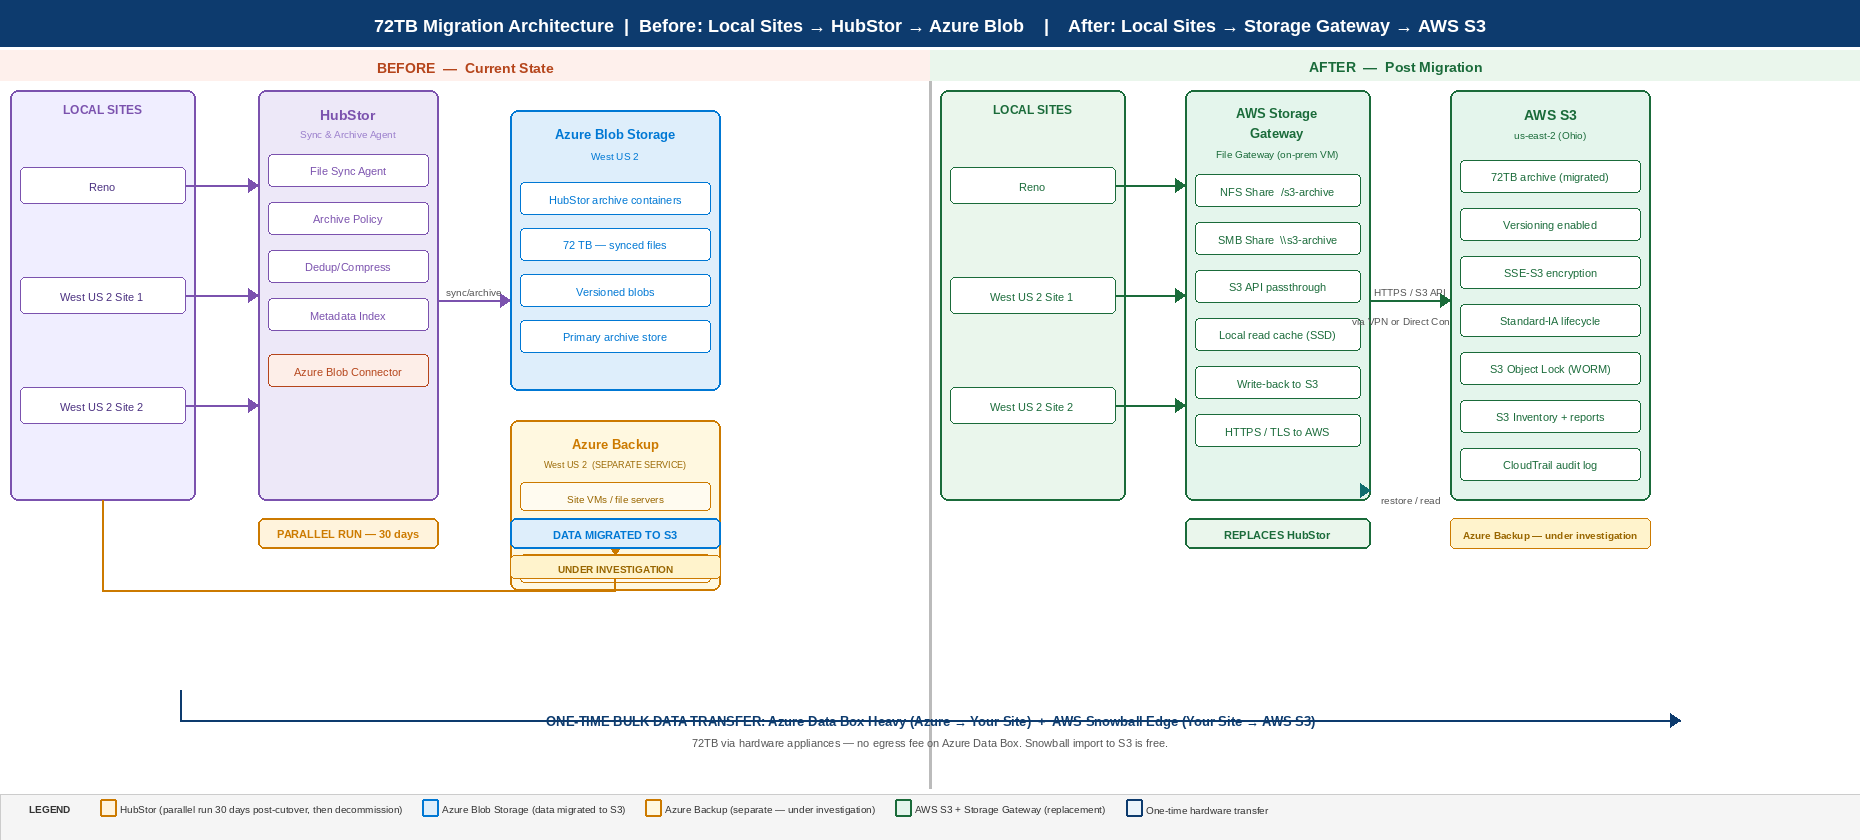 72TB Migration Architecture | Before: Local Sites → HubStor → Azure Blob | After: Local Sites → Storage Gateway → AWS S3
BEFORE — Current State
AFTER — Post Migration
LOCAL SITES
Reno
West US 2 Site 1
West US 2 Site 2
HubStor
Sync & Archive Agent
File Sync Agent
Archive Policy
Dedup/Compress
Metadata Index
Azure Blob Connector
PARALLEL RUN — 30 days
sync/archive
Azure Blob Storage
West US 2
HubStor archive containers
72 TB — synced files
Versioned blobs
Primary archive store
Azure Backup
West US 2 (SEPARATE SERVICE)
Site VMs / file servers
DATA MIGRATED TO S3
UNDER INVESTIGATION
LOCAL SITES
Reno
West US 2 Site 1
West US 2 Site 2
AWS Storage
Gateway
File Gateway (on-prem VM)
NFS Share /s3-archive
SMB Share \\s3-archive
S3 API passthrough
Local read cache (SSD)
Write-back to S3
HTTPS / TLS to AWS
REPLACES HubStor
HTTPS / S3 API
via VPN or Direct Con
restore / read
AWS S3
us-east-2 (Ohio)
72TB archive (migrated)
Versioning enabled
SSE-S3 encryption
Standard-IA lifecycle
S3 Object Lock (WORM)
S3 Inventory + reports
CloudTrail audit log
Azure Backup — under investigation
ONE-TIME BULK DATA TRANSFER: Azure Data Box Heavy (Azure → Your Site) + AWS Snowball Edge (Your Site → AWS S3)
72TB via hardware appliances — no egress fee on Azure Data Box. Snowball import to S3 is free.
LEGEND
HubStor (parallel run 30 days post-cutover, then decommission)
Azure Blob Storage (data migrated to S3)
Azure Backup (separate — under investigation)
AWS S3 + Storage Gateway (replacement)
One-time hardware transfer